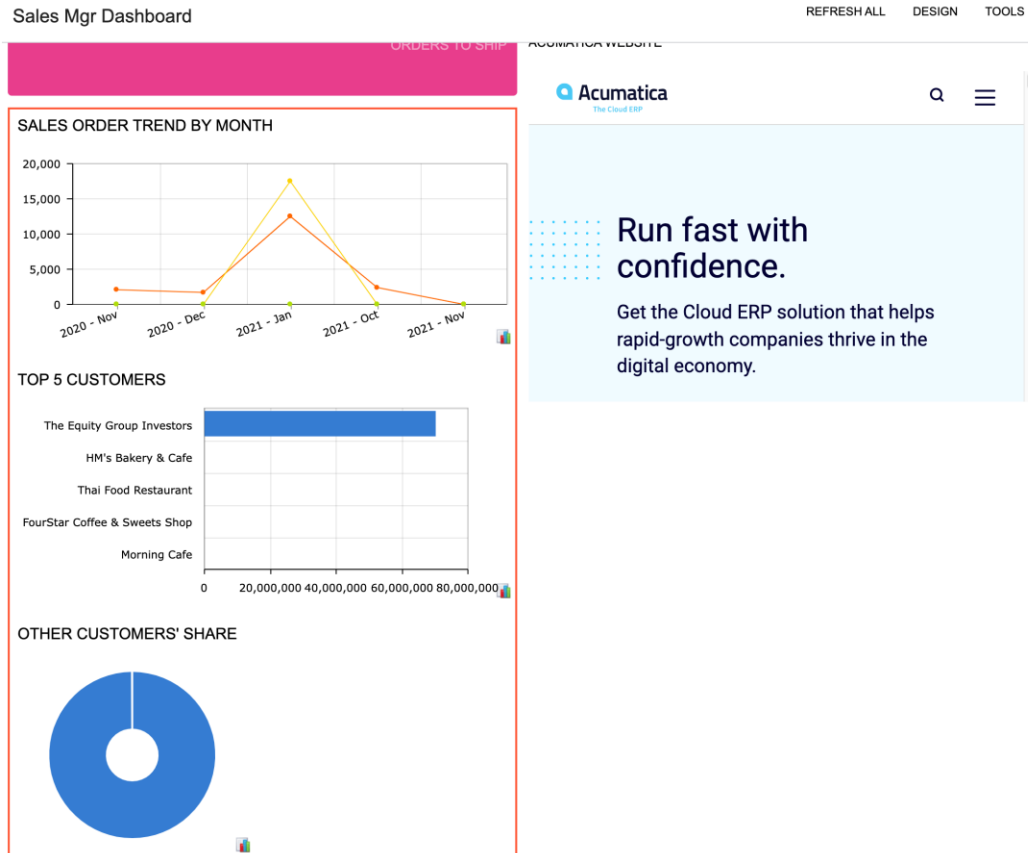 Sales Mgr Dashboard
REFRESH ALL
DESIGN
TOOLS
ORDERS TO SHIP
ACUMATICA WEBSITE
SALES ORDER TREND BY MONTH
20,000
15,000
10,000
5,000
0
2020 - Nov
2020 - Dec
2021 - Jan
2021 - Oct
2021 - Nov
TOP 5 CUSTOMERS
The Equity Group Investors
HM's Bakery & Cafe
Thai Food Restaurant
FourStar Coffee & Sweets Shop
Morning Cafe
0
20,000,000
40,000,000
60,000,000
80,000,000
OTHER CUSTOMERS' SHARE
Acumatica
The Cloud ERP
Run fast with
confidence.
Get the Cloud ERP solution that helps
rapid-growth companies thrive in the
digital economy.